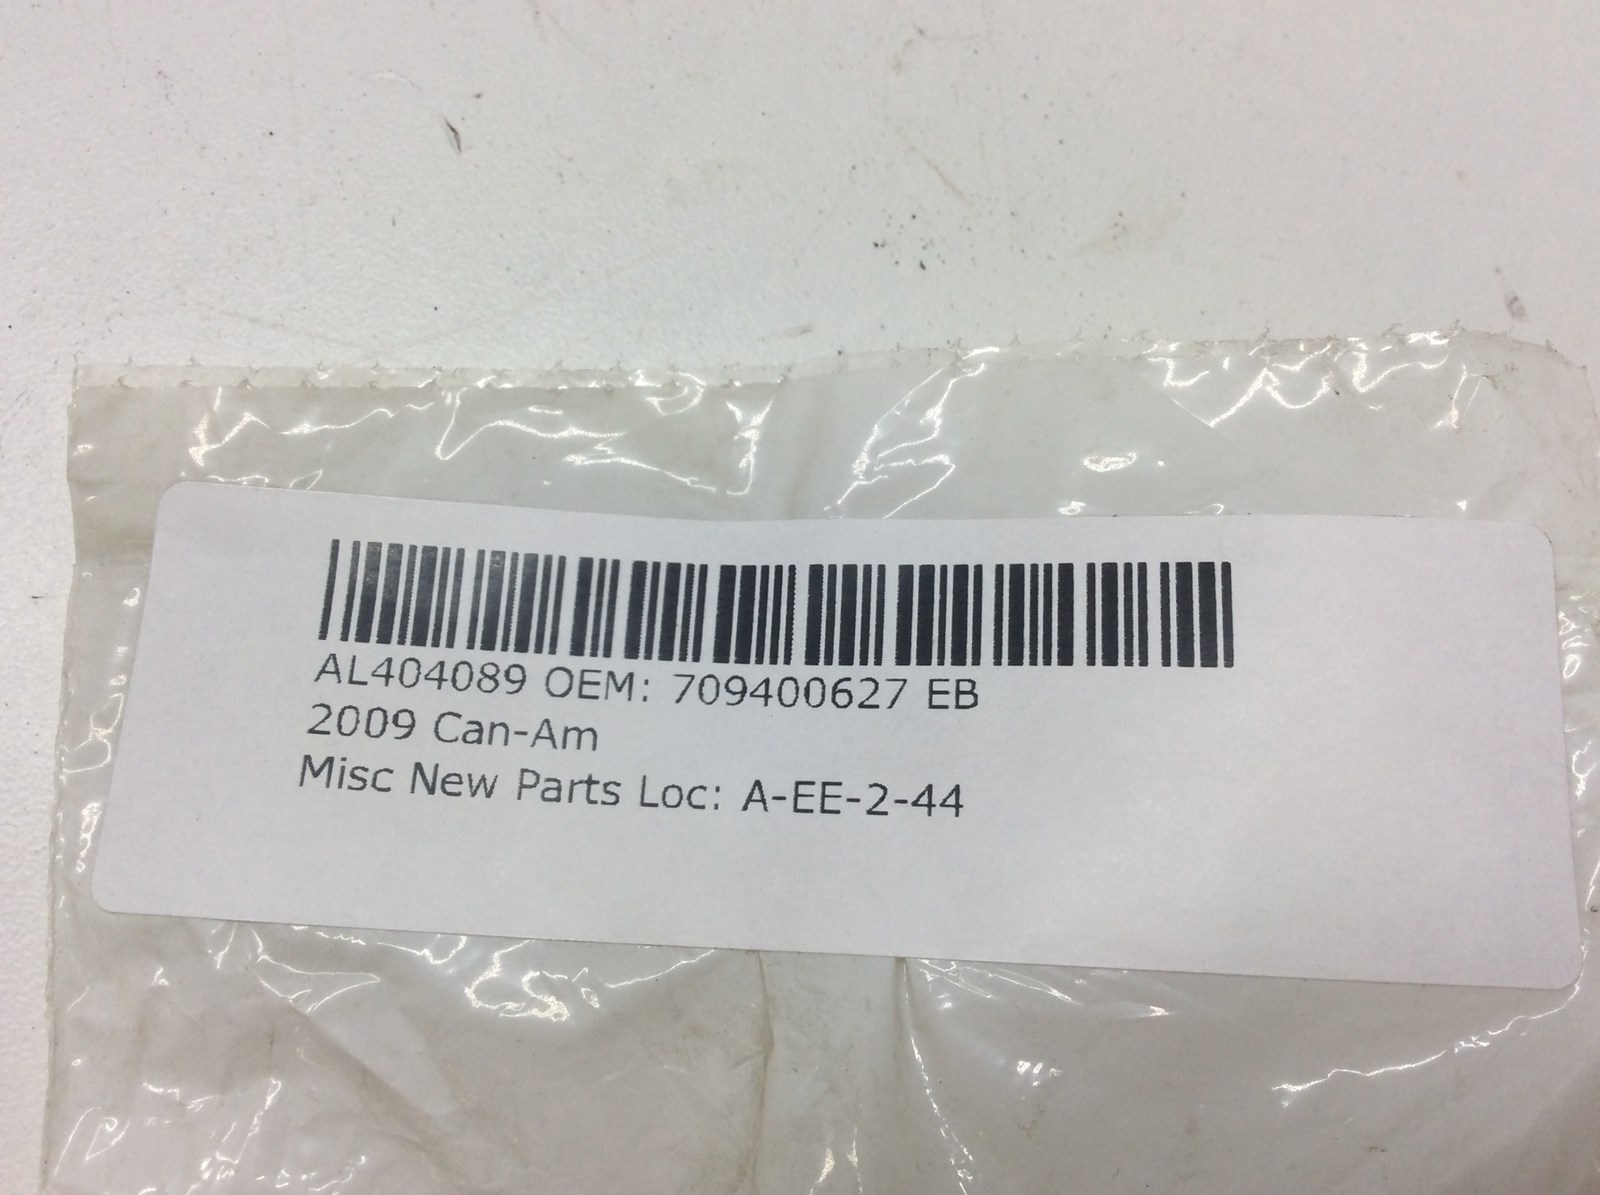 AL404089 OEM: 709400627 EB
2009 Can-Am
Misc New Parts Loc: A-EE-2-44